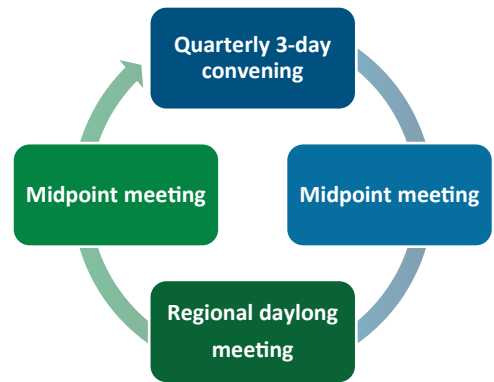 Quarterly 3-day
convening
Midpoint meeting
Midpoint meeting
Regional daylong
meeting